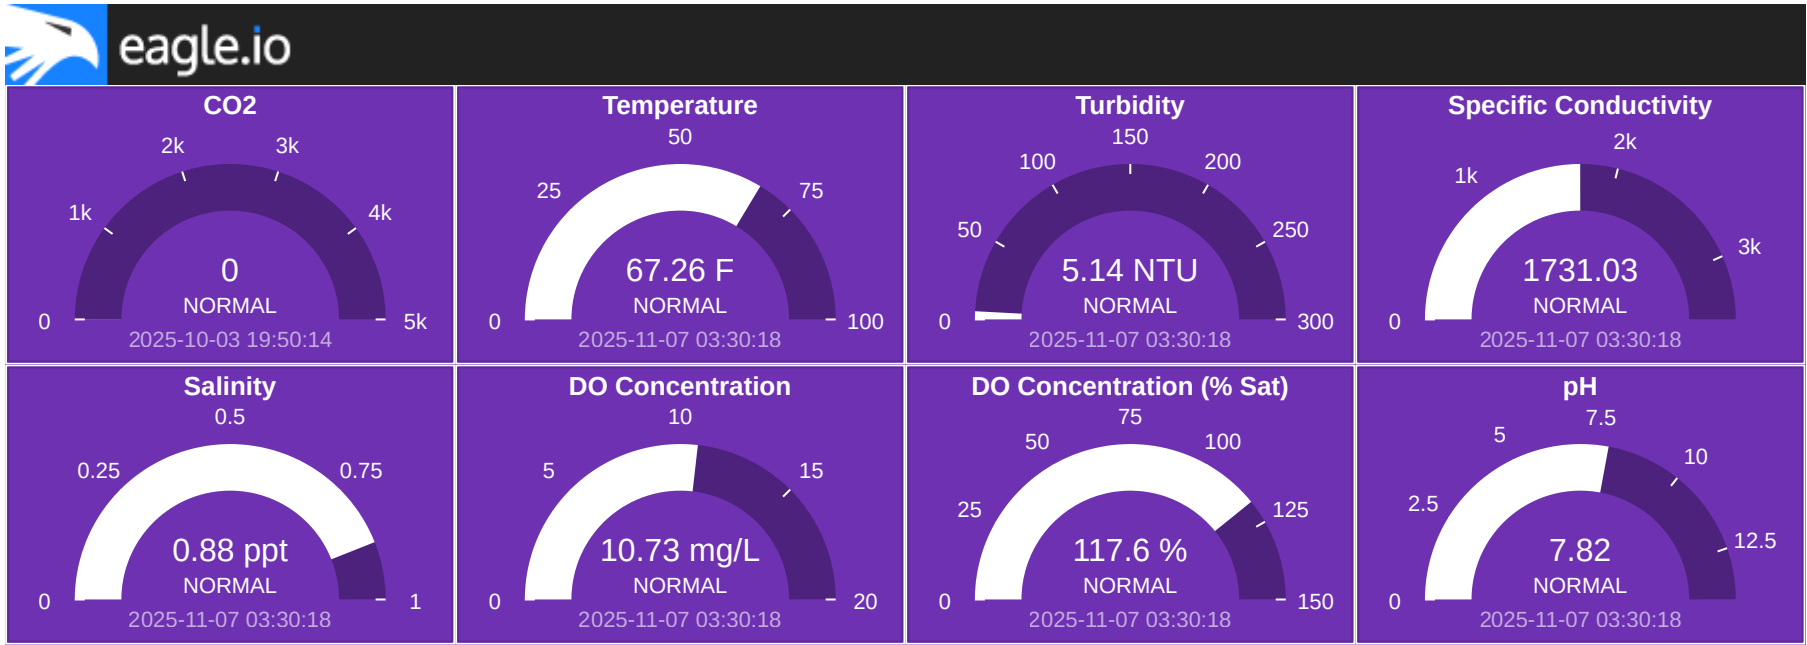 eagle.io
CO2
0
1k
2k
3k
4k
5k
0
NORMAL
2025-10-03 19:50:14
Temperature
0
25
50
75
100
67.26 F
NORMAL
2025-11-07 03:30:18
Turbidity
0
50
100
150
200
250
300
5.14 NTU
NORMAL
2025-11-07 03:30:18
Specific Conductivity
0
1k
2k
3k
1731.03
NORMAL
2025-11-07 03:30:18
Salinity
0
0.25
0.5
0.75
1
0.88 ppt
NORMAL
2025-11-07 03:30:18
DO Concentration
0
5
10
15
20
10.73 mg/L
NORMAL
2025-11-07 03:30:18
DO Concentration (% Sat)
0
25
50
75
100
125
150
117.6 %
NORMAL
2025-11-07 03:30:18
pH
0
2.5
5
7.5
10
12.5
7.82
NORMAL
2025-11-07 03:30:18